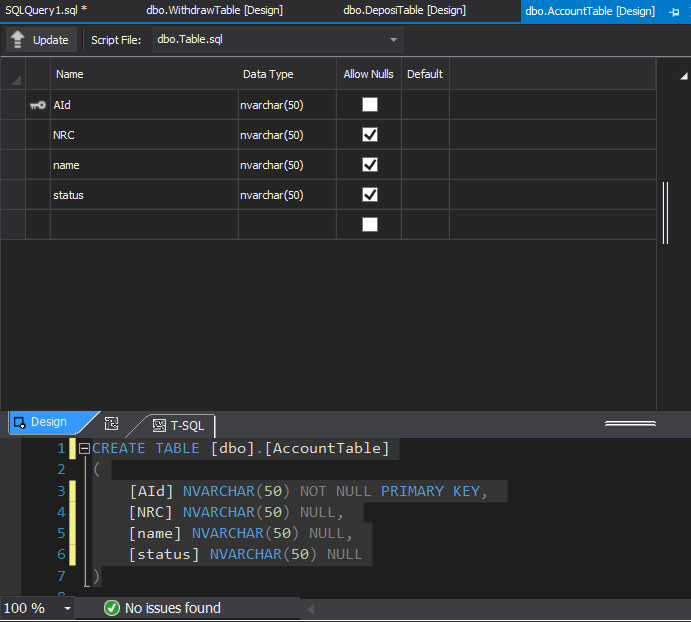 SQLQuery1.sql * dbo.WithdrawTable [Design] dbo.DeposiTable [Design] dbo.AccountTable [Design]
Update Script File: dbo.Table.sql
Name Data Type Allow Nulls Default
AId nvarchar(50)
NRC nvarchar(50)
name nvarchar(50)
status nvarchar(50)
Design T-SQL
1 CREATE TABLE [dbo].[AccountTable]
2 (
3 [AId] NVARCHAR(50) NOT NULL PRIMARY KEY,
4 [NRC] NVARCHAR(50) NULL,
5 [name] NVARCHAR(50) NULL,
6 [status] NVARCHAR(50) NULL
7 )
8
100 % No issues found